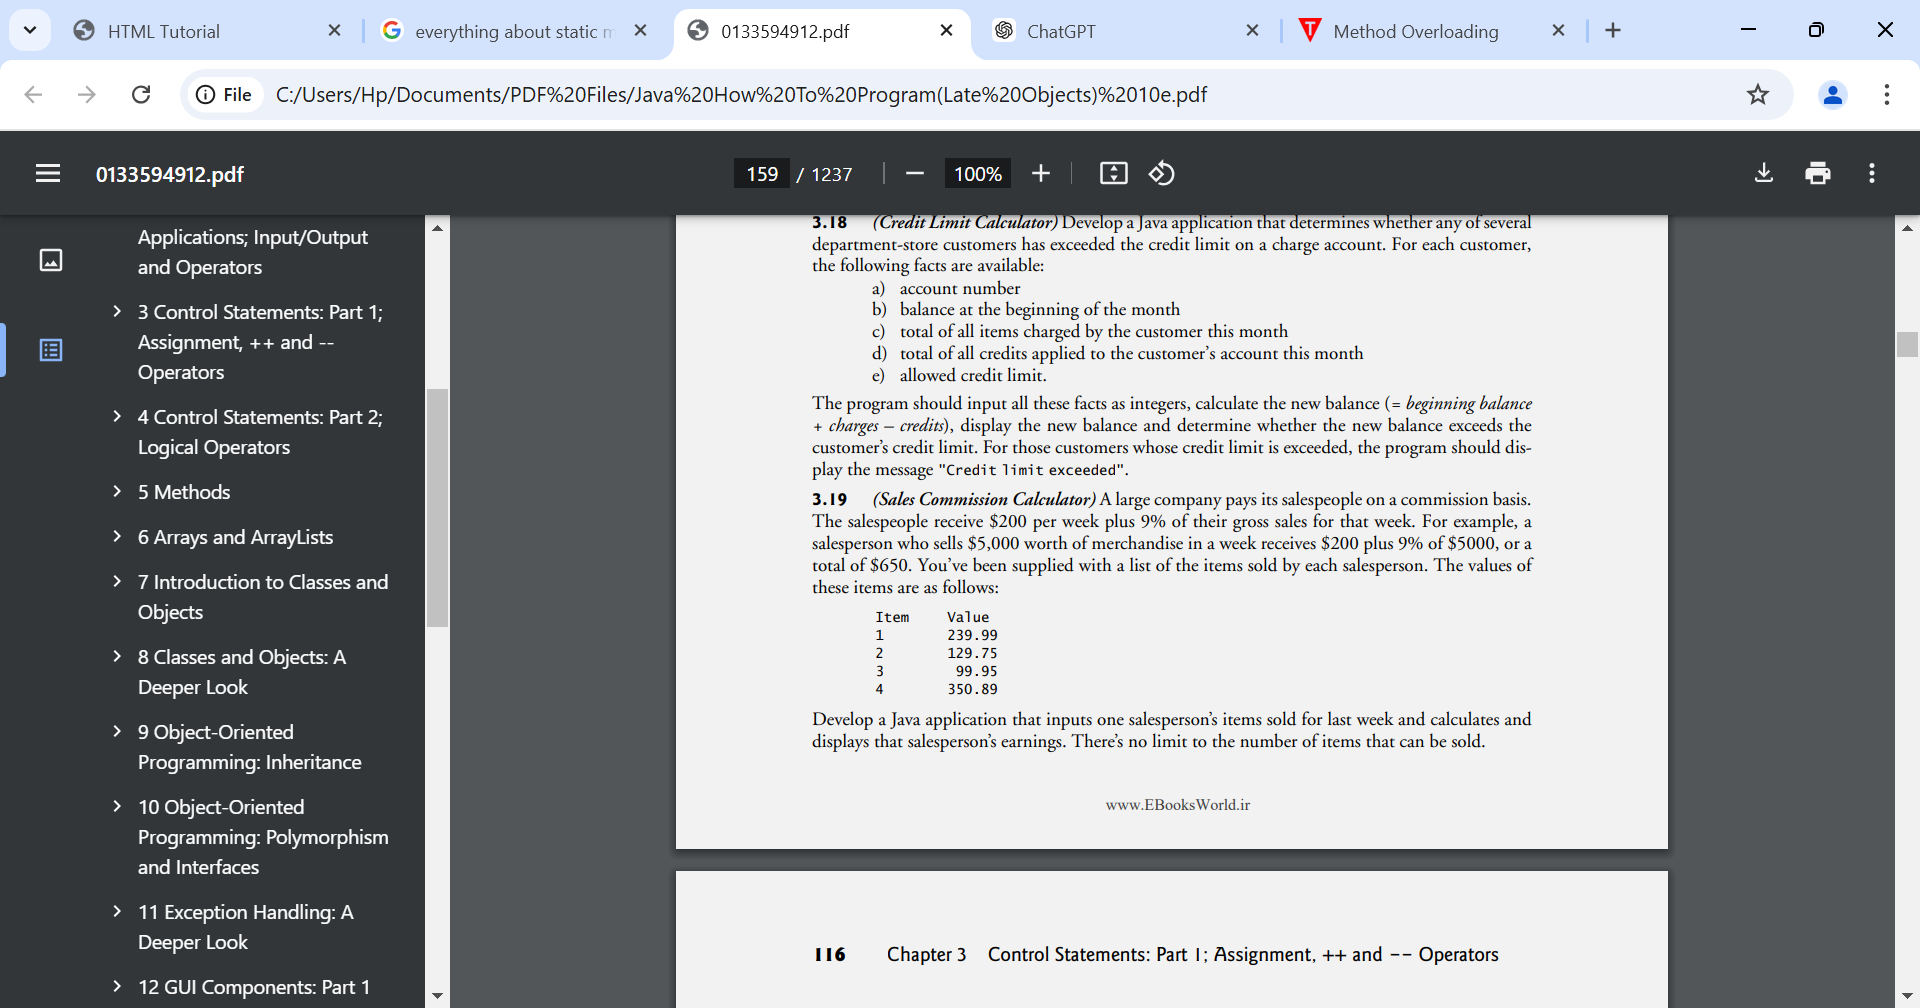 HTML Tutorial
everything about static m
0133594912.pdf
ChatGPT
Method Overloading
File
C:/Users/Hp/Documents/PDF%20Files/Java%20How%20To%20Program(Late%20Objects)%2010e.pdf
0133594912.pdf
159 / 1237
100%
Applications; Input/Output
and Operators
3 Control Statements: Part 1;
Assignment, ++ and --
Operators
4 Control Statements: Part 2;
Logical Operators
5 Methods
6 Arrays and ArrayLists
7 Introduction to Classes and
Objects
8 Classes and Objects: A
Deeper Look
9 Object-Oriented
Programming: Inheritance
10 Object-Oriented
Programming: Polymorphism
and Interfaces
11 Exception Handling: A
Deeper Look
12 GUI Components: Part 1
3.18 (Credit Limit Calculator) Develop a Java application that determines whether any of several
department-store customers has exceeded the credit limit on a charge account. For each customer,
the following facts are available:
a) account number
b) balance at the beginning of the month
c) total of all items charged by the customer this month
d) total of all credits applied to the customer’s account this month
e) allowed credit limit.
The program should input all these facts as integers, calculate the new balance (= beginning balance
+ charges – credits), display the new balance and determine whether the new balance exceeds the
customer’s credit limit. For those customers whose credit limit is exceeded, the program should dis-
play the message "Credit limit exceeded".
3.19 (Sales Commission Calculator) A large company pays its salespeople on a commission basis.
The salespeople receive $200 per week plus 9% of their gross sales for that week. For example, a
salesperson who sells $5,000 worth of merchandise in a week receives $200 plus 9% of $5000, or a
total of $650. You’ve been supplied with a list of the items sold by each salesperson. The values of
these items are as follows:
Item Value
1 239.99
2 129.75
3 99.95
4 350.89
Develop a Java application that inputs one salesperson’s items sold for last week and calculates and
displays that salesperson’s earnings. There’s no limit to the number of items that can be sold.
www.EBooksWorld.ir
116 Chapter 3 Control Statements: Part 1; Assignment, ++ and -- Operators